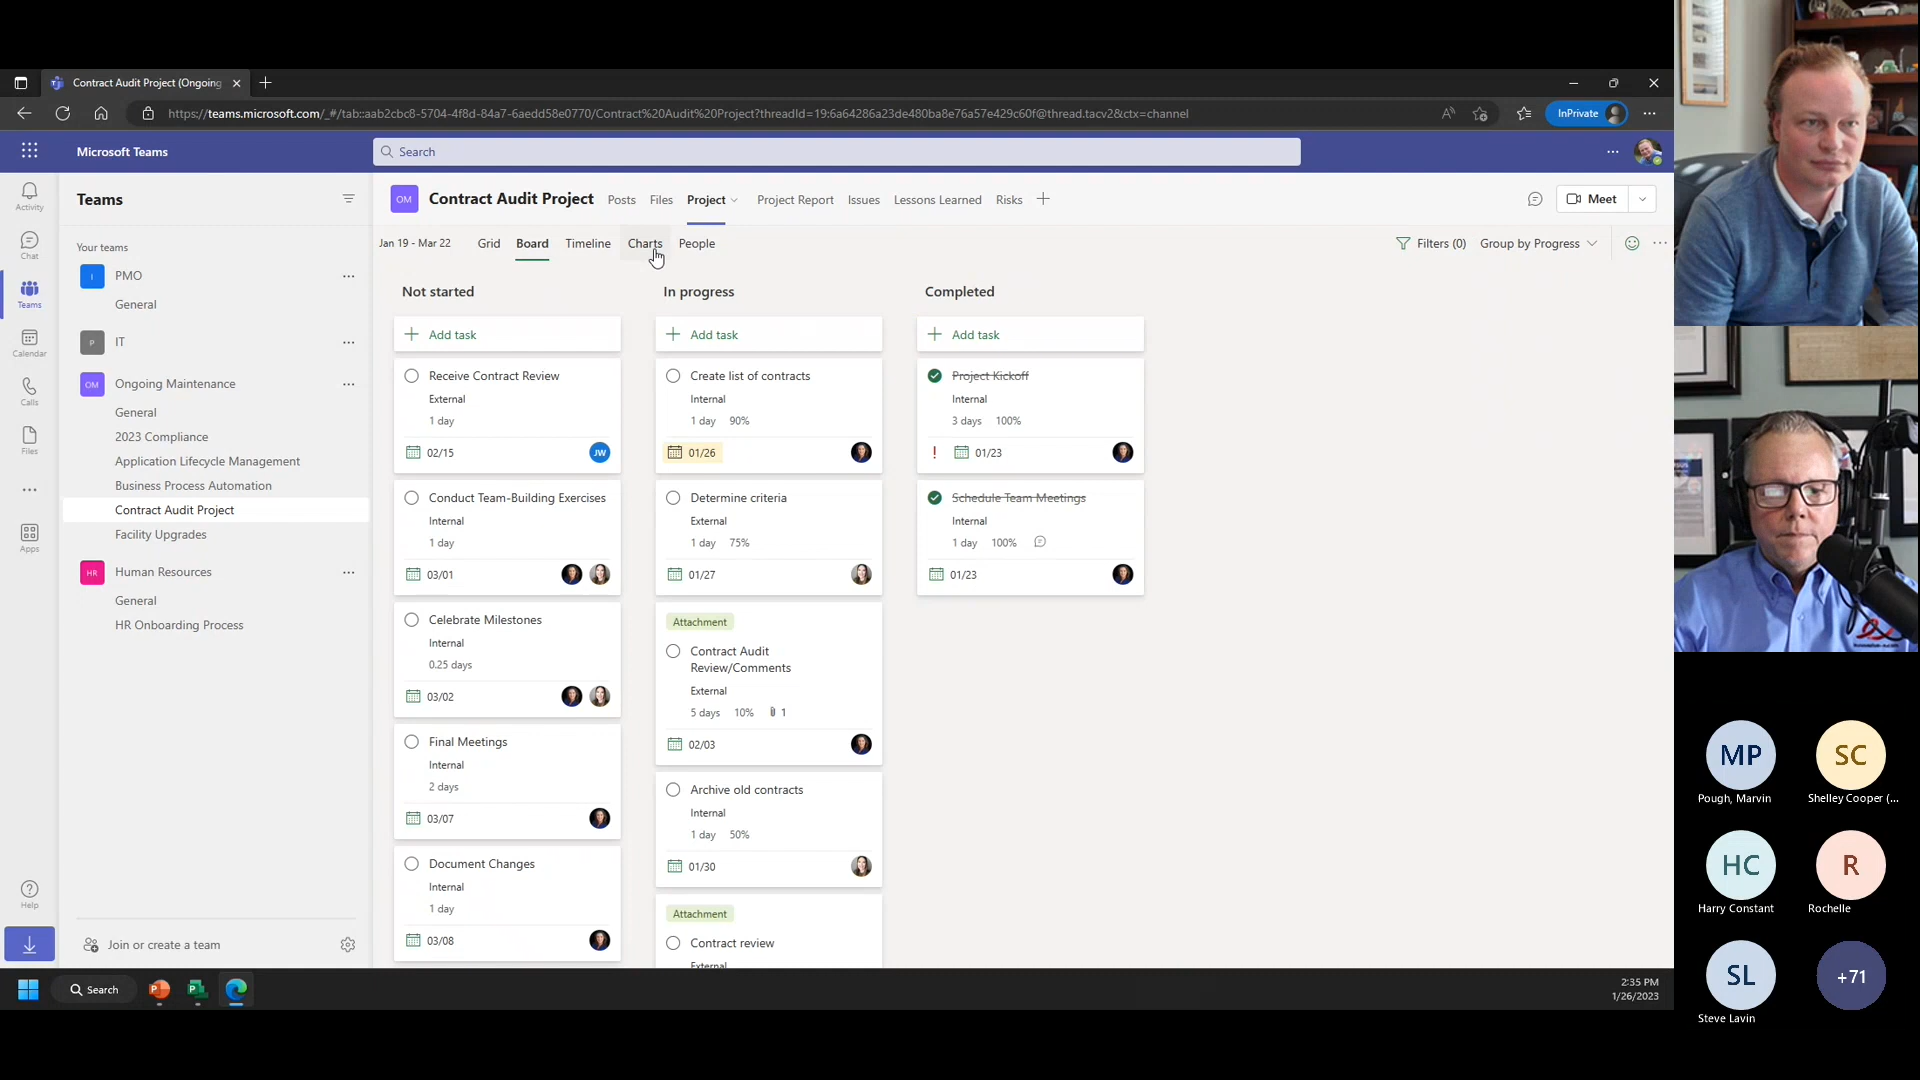 Contract Audit Project (Ongoing
https://teams.microsoft.com/_#/tab::aab2cbc8-5704-4f8d-84a7-6aedd58e0770/Contract%20Audit%20Project?threadId=19:6a64286a23de480ba8e76a57e429c60f@thread.tacv2&ctx=channel
InPrivate
Microsoft Teams
Search
Activity
Chat
Teams
Calendar
Calls
Files
Apps
Help
Teams
Your teams
I PMO
General
P IT
OM Ongoing Maintenance
General
2023 Compliance
Application Lifecycle Management
Business Process Automation
Contract Audit Project
Facility Upgrades
HR Human Resources
General
HR Onboarding Process
Join or create a team
OM Contract Audit Project Posts Files Project Project Report Issues Lessons Learned Risks
Meet
Jan 19 - Mar 22 Grid Board Timeline Charts People
Filters (0) Group by Progress
Not started
Add task
Receive Contract Review
External
1 day
02/15 JW
Conduct Team-Building Exercises
Internal
1 day
03/01
Celebrate Milestones
Internal
0.25 days
03/02
Final Meetings
Internal
2 days
03/07
Document Changes
Internal
1 day
03/08
In progress
Add task
Create list of contracts
Internal
1 day 90%
01/26
Determine criteria
External
1 day 75%
01/27
Attachment
Contract Audit
Review/Comments
External
5 days 10% 1
02/03
Archive old contracts
Internal
1 day 50%
01/30
Attachment
Contract review
External
Completed
Add task
Project Kickoff
Internal
3 days 100%
! 01/23
Schedule Team Meetings
Internal
1 day 100%
01/23
Search
2:35 PM
1/26/2023
MP
Pough, Marvin
SC
Shelley Cooper (...
HC
Harry Constant
R
Rochelle
SL
Steve Lavin
+71